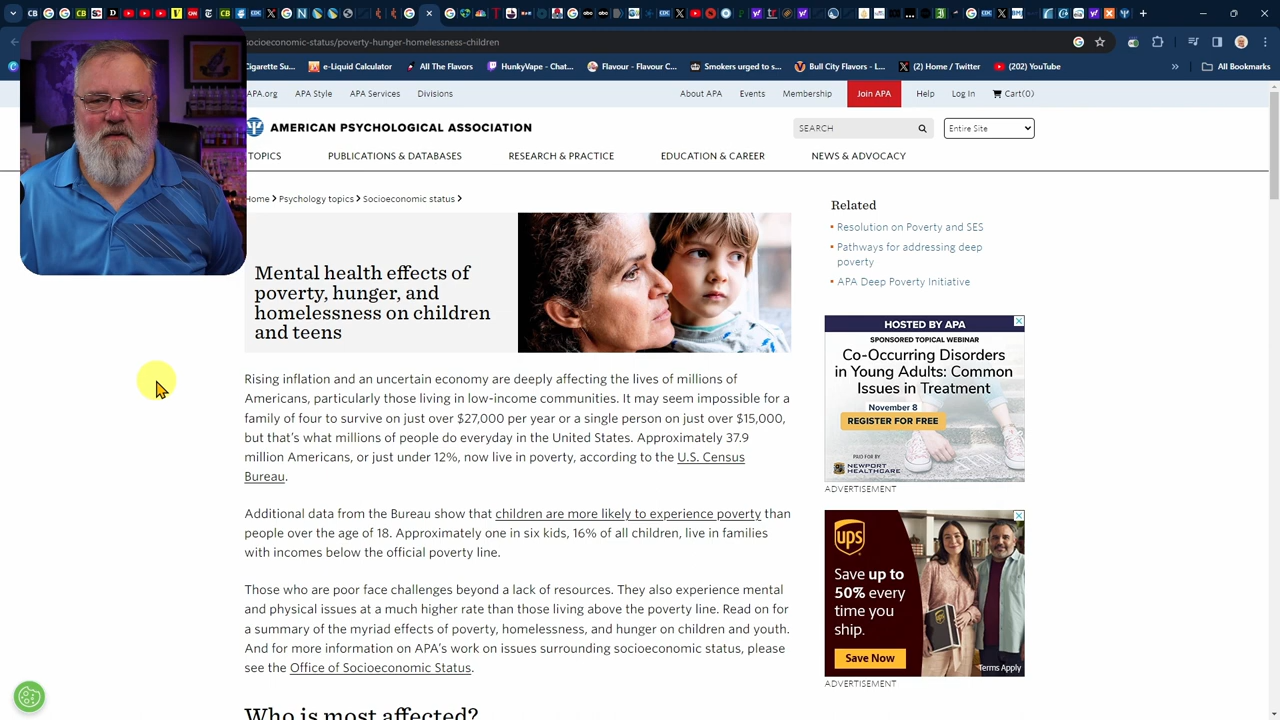 socioeconomic-status/poverty-hunger-homelessness-children
Cigarette Su...
e-Liquid Calculator
All The Flavors
HunkyVape - Chat...
Flavour – Flavour C...
Smokers urged to s...
Bull City Flavors – L...
(2) Home / Twitter
(202) YouTube
All Bookmarks
APA.org
APA Style
APA Services
Divisions
About APA
Events
Membership
Join APA
Help
Log In
Cart(0)
AMERICAN PSYCHOLOGICAL ASSOCIATION
SEARCH
Entire Site
TOPICS
PUBLICATIONS & DATABASES
RESEARCH & PRACTICE
EDUCATION & CAREER
NEWS & ADVOCACY
Home > Psychology topics > Socioeconomic status >
Mental health effects of
poverty, hunger, and
homelessness on children
and teens
Rising inflation and an uncertain economy are deeply affecting the lives of millions of
Americans, particularly those living in low-income communities. It may seem impossible for a
family of four to survive on just over $27,000 per year or a single person on just over $15,000,
but that's what millions of people do everyday in the United States. Approximately 37.9
million Americans, or just under 12%, now live in poverty, according to the U.S. Census
Bureau.
Additional data from the Bureau show that children are more likely to experience poverty than
people over the age of 18. Approximately one in six kids, 16% of all children, live in families
with incomes below the official poverty line.
Those who are poor face challenges beyond a lack of resources. They also experience mental
and physical issues at a much higher rate than those living above the poverty line. Read on for
a summary of the myriad effects of poverty, homelessness, and hunger on children and youth.
And for more information on APA's work on issues surrounding socioeconomic status, please
see the Office of Socioeconomic Status.
Who is most affected?
Related
• Resolution on Poverty and SES
• Pathways for addressing deep
poverty
• APA Deep Poverty Initiative
HOSTED BY APA
SPONSORED TOPICAL WEBINAR
Co-Occurring Disorders
in Young Adults: Common
Issues in Treatment
November 8
REGISTER FOR FREE
PAID FOR BY
NEWPORT
HEALTHCARE
ADVERTISEMENT
ups
Save up to
50% every
time you
ship.
Save Now
Terms Apply
ADVERTISEMENT